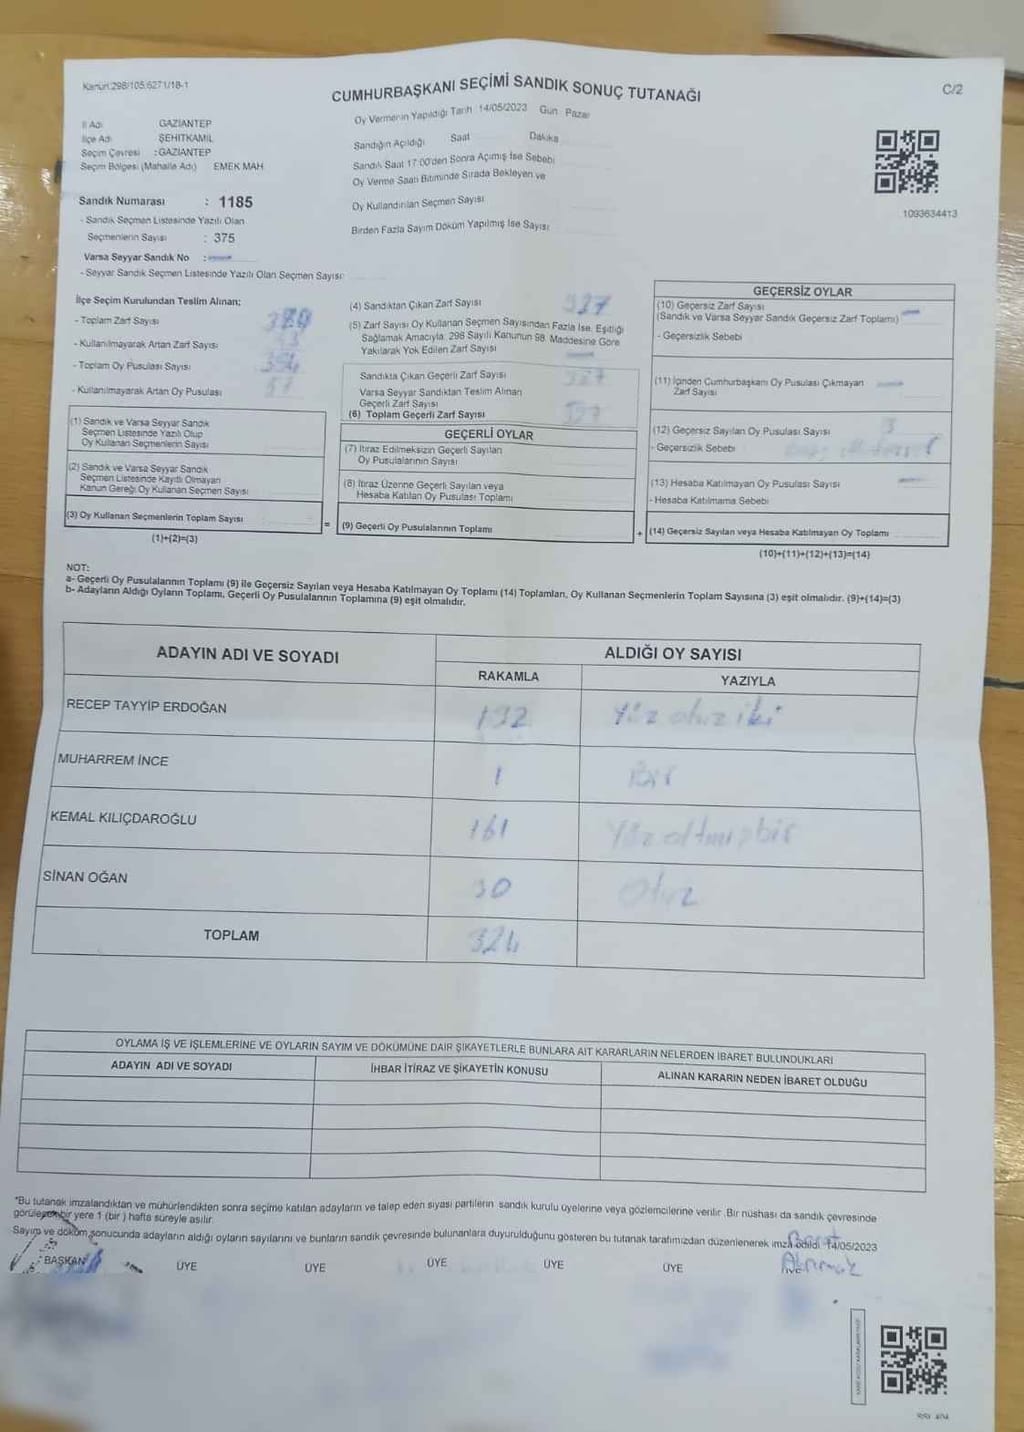 Kanun:298/105.6271/18-1
C/2
CUMHURBAŞKANI SEÇİMİ SANDIK SONUÇ TUTANAĞI
Oy Vermenin Yapıldığı Tarih 14/05/2023 Gün Pazar
İl Adı GAZİANTEP
İlçe Adı ŞEHİTKAMİL
Seçim Çevresi : GAZİANTEP
Seçim Bölgesi (Mahalle Adı) EMEK MAH
Sandığın Açıldığı Saat Dakika
Sandık Saat 17:00'den Sonra Açılmış İse Sebebi
Oy Verme Saati Bitiminde Sırada Bekleyen ve
Oy Kullandırılan Seçmen Sayısı
Birden Fazla Sayım Döküm Yapılmış İse Sayısı
1093634413
Sandık Numarası : 1185
- Sandık Seçmen Listesinde Yazılı Olan
Seçmenlerin Sayısı : 375
Varsa Seyyar Sandık No :
- Seyyar Sandık Seçmen Listesinde Yazılı Olan Seçmen Sayısı:
İlçe Seçim Kurulundan Teslim Alınan;
- Toplam Zarf Sayısı
- Kullanılmayarak Artan Zarf Sayısı
- Toplam Oy Pusulası Sayısı
- Kullanılmayarak Artan Oy Pusulası
(1) Sandık ve Varsa Seyyar Sandık
Seçmen Listesinde Yazılı Olup
Oy Kullanan Seçmenlerin Sayısı
(2) Sandık ve Varsa Seyyar Sandık
Seçmen Listesinde Kayıtlı Olmayan
Kanun Gereği Oy Kullanan Seçmen Sayısı
(3) Oy Kullanan Seçmenlerin Toplam Sayısı
(1)+(2)=(3)
(4) Sandıktan Çıkan Zarf Sayısı 327
(5) Zarf Sayısı Oy Kullanan Seçmen Sayısından Fazla İse, Eşitliği
Sağlamak Amacıyla, 298 Sayılı Kanunun 98. Maddesine Göre
Yakılarak Yok Edilen Zarf Sayısı
Sandıkta Çıkan Geçerli Zarf Sayısı 327
Varsa Seyyar Sandıktan Teslim Alınan
Geçerli Zarf Sayısı
(6) Toplam Geçerli Zarf Sayısı 327
GEÇERLİ OYLAR
(7) İtiraz Edilmeksizin Geçerli Sayılan
Oy Pusulalarının Sayısı
(8) İtiraz Üzerine Geçerli Sayılan veya
Hesaba Katılan Oy Pusulası Toplamı
=
(9) Geçerli Oy Pusulalarının Toplamı
GEÇERSİZ OYLAR
(10) Geçersiz Zarf Sayısı
(Sandık ve Varsa Seyyar Sandık Geçersiz Zarf Toplamı)
- Geçersizlik Sebebi
(11) İçinden Cumhurbaşkanı Oy Pusulası Çıkmayan
Zarf Sayısı
(12) Geçersiz Sayılan Oy Pusulası Sayısı 3
- Geçersizlik Sebebi
(13) Hesaba Katılmayan Oy Pusulası Sayısı
- Hesaba Katılmama Sebebi
+
(14) Geçersiz Sayılan veya Hesaba Katılmayan Oy Toplamı
(10)+(11)+(12)+(13)=(14)
NOT:
a- Geçerli Oy Pusulalarının Toplamı (9) ile Geçersiz Sayılan veya Hesaba Katılmayan Oy Toplamı (14) Toplamları, Oy Kullanan Seçmenlerin Toplam Sayısına (3) eşit olmalıdır. (9)+(14)=(3)
b- Adayların Aldığı Oyların Toplamı, Geçerli Oy Pusulalarının Toplamına (9) eşit olmalıdır.
ADAYIN ADI VE SOYADI
ALDIĞI OY SAYISI
RAKAMLA
YAZIYLA
RECEP TAYYİP ERDOĞAN 132 Yüz otuz iki
MUHARREM İNCE 1 Bir
KEMAL KILIÇDAROĞLU 161 Yüz altmış bir
SİNAN OĞAN 30 Otuz
TOPLAM 324
OYLAMA İŞ VE İŞLEMLERİNE VE OYLARIN SAYIM VE DÖKÜMÜNE DAİR ŞİKAYETLERLE BUNLARA AİT KARARLARIN NELERDEN İBARET BULUNDUKLARI
ADAYIN ADI VE SOYADI
İHBAR İTİRAZ VE ŞİKAYETİN KONUSU
ALINAN KARARIN NEDEN İBARET OLDUĞU
*Bu tutanak imzalandıktan ve mühürlendikten sonra seçime katılan adayların ve talep eden siyasi partilerin sandık kurulu üyelerine veya gözlemcilerine verilir. Bir nüshası da sandık çevresinde
görülebilen bir yere 1 (bir) hafta süreyle asılır.
Sayım ve döküm sonucunda adayların aldığı oyların sayılarını ve bunların sandık çevresinde bulunanlara duyurulduğunu gösteren bu tutanak tarafımızdan düzenlenerek imza edildi. 14/05/2023
BAŞKAN ÜYE ÜYE ÜYE ÜYE ÜYE